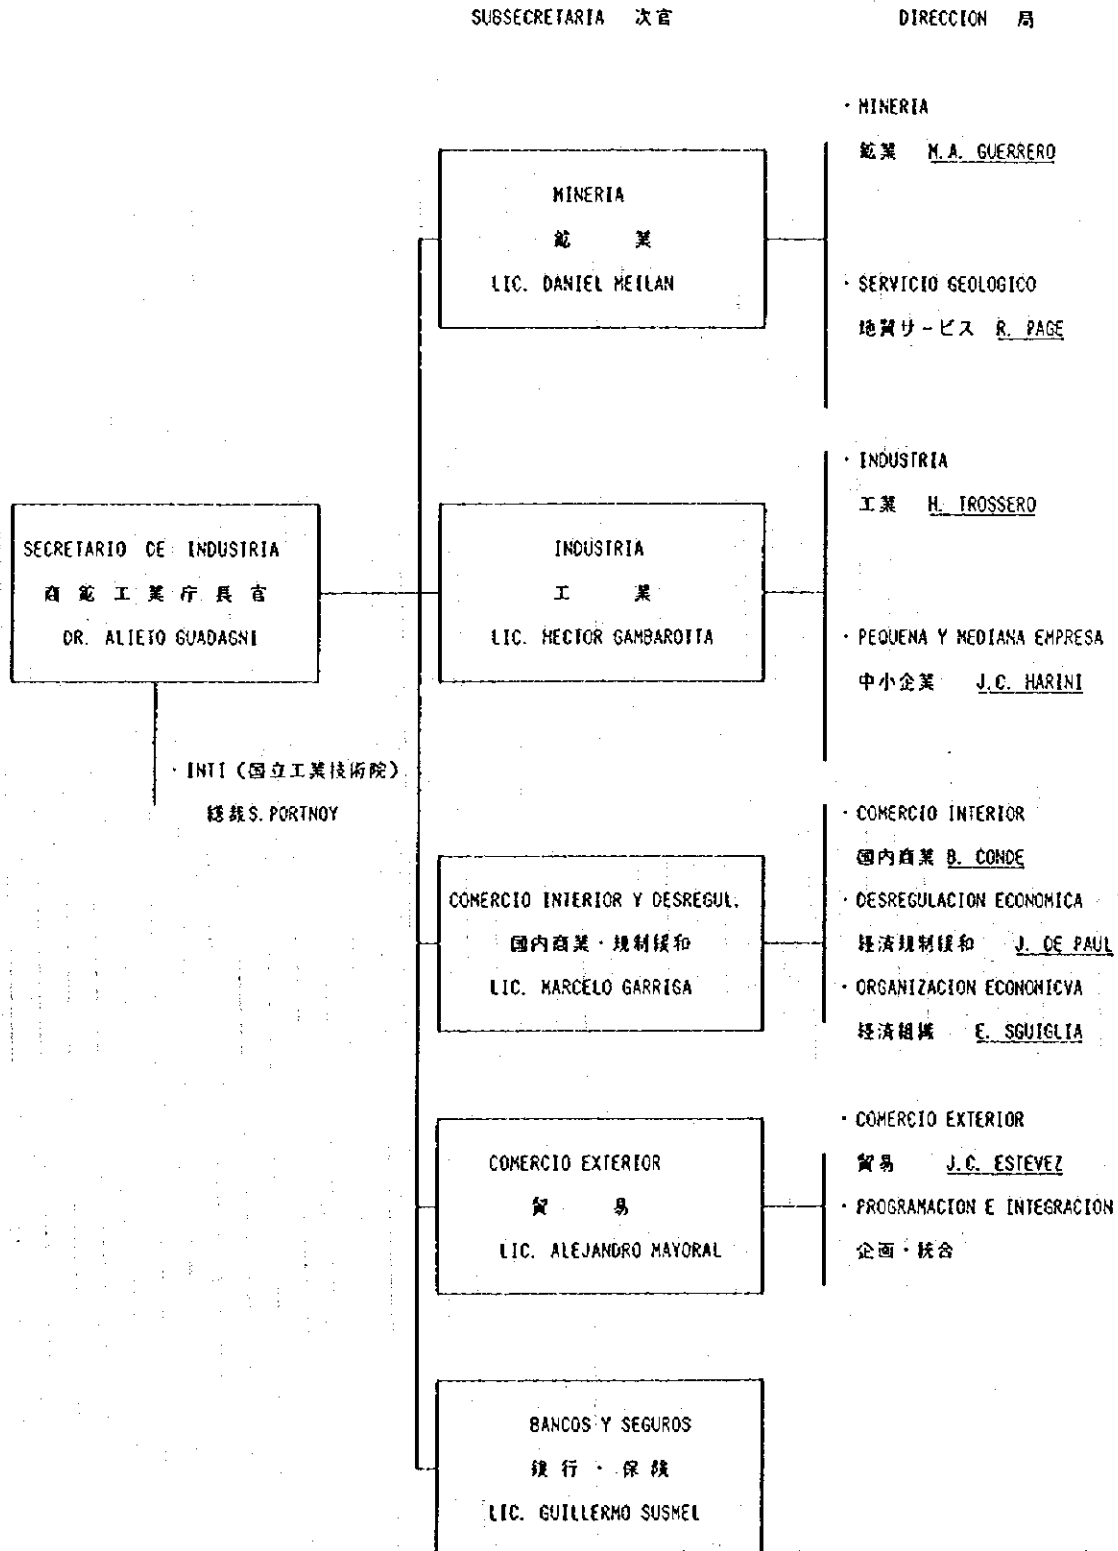 SUBSECRETARIA 次官
DIRECCION 局
SECRETARIO DE INDUSTRIA
商鉱工業庁長官
DR. ALIETO GUADAGNI
・INTI（国立工業技術院）
総裁S. PORTNOY
MINERIA
鉱 業
LIC. DANIEL MEILAN
・MINERIA
鉱業 M.A. GUERRERO
・SERVICIO GEOLOGICO
地質サービス R. PAGE
INDUSTRIA
工 業
LIC. HECTOR GAMBAROTTA
・INDUSTRIA
工業 H. TROSSERO
・PEQUENA Y MEDIANA EMPRESA
中小企業 J.C. HARINI
COMERCIO INTERIOR Y DESREGUL.
国内商業・規制緩和
LIC. MARCELO GARRIGA
・COMERCIO INTERIOR
国内商業 B. CONDE
・DESREGULACION ECONOMICA
経済規制緩和 J. DE PAUL
・ORGANIZACION ECONOMICVA
経済組織 E. SGUIGLIA
COMERCIO EXTERIOR
貿 易
LIC. ALEJANDRO MAYORAL
・COMERCIO EXTERIOR
貿易 J.C. ESTEVEZ
・PROGRAMACION E INTEGRACION
企画・統合
BANCOS Y SEGUROS
銀行・保険
LIC. GUILLERMO SUSMEL